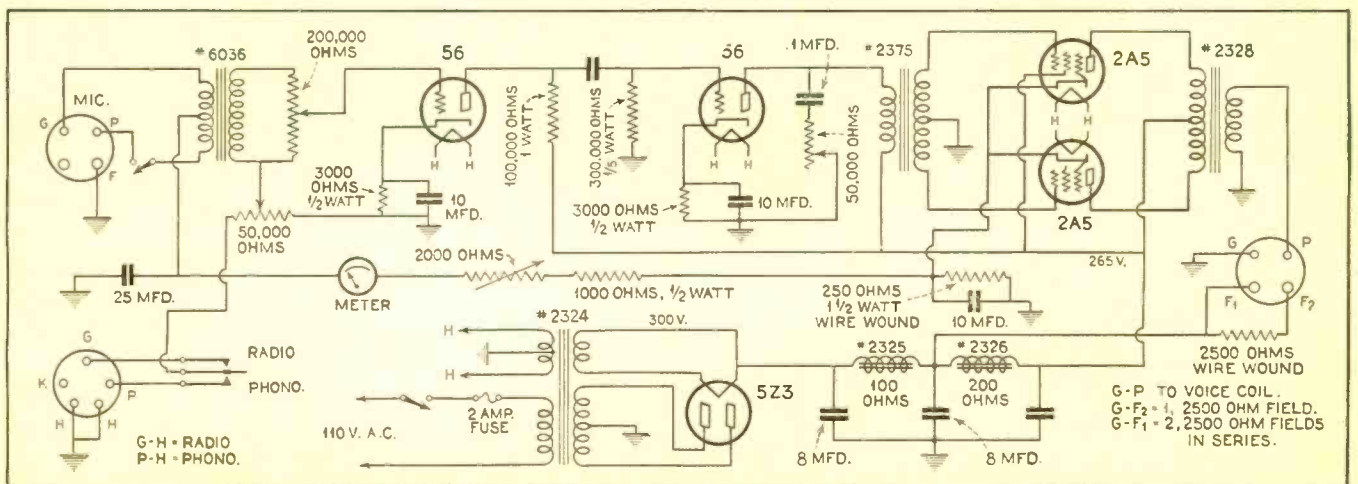 # 6036
200,000
OHMS
56
56
.1 MFD.
# 2375
2A5
# 2328
MIC.
G
P
F
H H
100,000 OHMS
1 WATT
300,000 OHMS
1/5 WATT
H H
50,000 OHMS
H H
3000
OHMS
1/2 WATT
10
MFD.
3000 OHMS
1/2 WATT
10 MFD.
2A5
50,000
OHMS
25 MFD.
METER
2000 OHMS
1000 OHMS, 1/2 WATT
250 OHMS
1 1/2 WATT
WIRE WOUND
10 MFD.
265 V.
G
P
F1
F2
2500 OHMS
WIRE WOUND
G
K
P
H
H
RADIO
PHONO.
G-H = RADIO
P-H = PHONO.
# 2324
H
H
300 V.
110 V. A.C.
2 AMP.
FUSE
5Z3
# 2325
100
OHMS
# 2326
200
OHMS
8 MFD.
8 MFD.
G-P TO VOICE COIL.
G-F2 = 1, 2500 OHM FIELD.
G-F1 = 2, 2500 OHM FIELDS
IN SERIES.